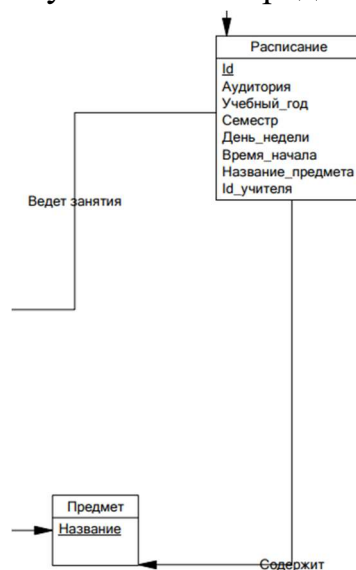 Расписание
Id
Аудитория
Учебный_год
Семестр
День_недели
Время_начала
Название_предмета
Id_учителя
Ведет занятия
Предмет
Название
Содержит